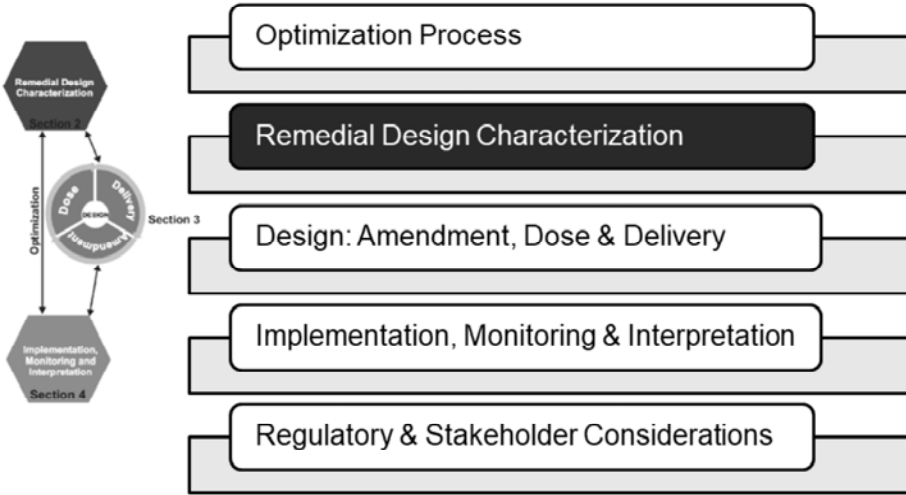 Remedial Design
Characterization
Section 2
Optimization
Dose
Delivery
DESIGN
Amendment
Section 3
Implementation,
Monitoring and
Interpretation
Section 4
Optimization Process
Remedial Design Characterization
Design: Amendment, Dose & Delivery
Implementation, Monitoring & Interpretation
Regulatory & Stakeholder Considerations